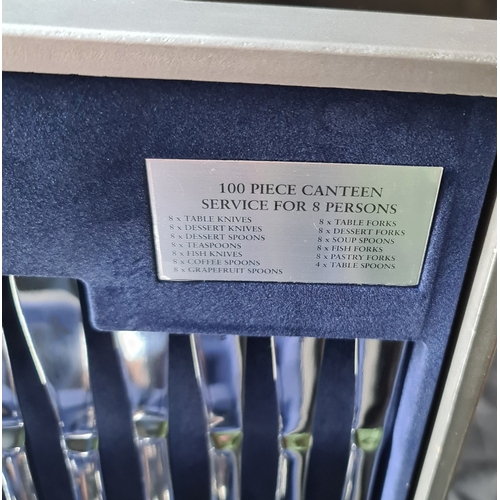 100 PIECE CANTEEN
SERVICE FOR 8 PERSONS
8 x TABLE KNIVES
8 x DESSERT KNIVES
8 x DESSERT SPOONS
8 x TEASPOONS
8 x FISH KNIVES
8 x COFFEE SPOONS
8 x GRAPEFRUIT SPOONS
8 x TABLE FORKS
8 x DESSERT FORKS
8 x SOUP SPOONS
8 x FISH FORKS
8 x PASTRY FORKS
4 x TABLE SPOONS